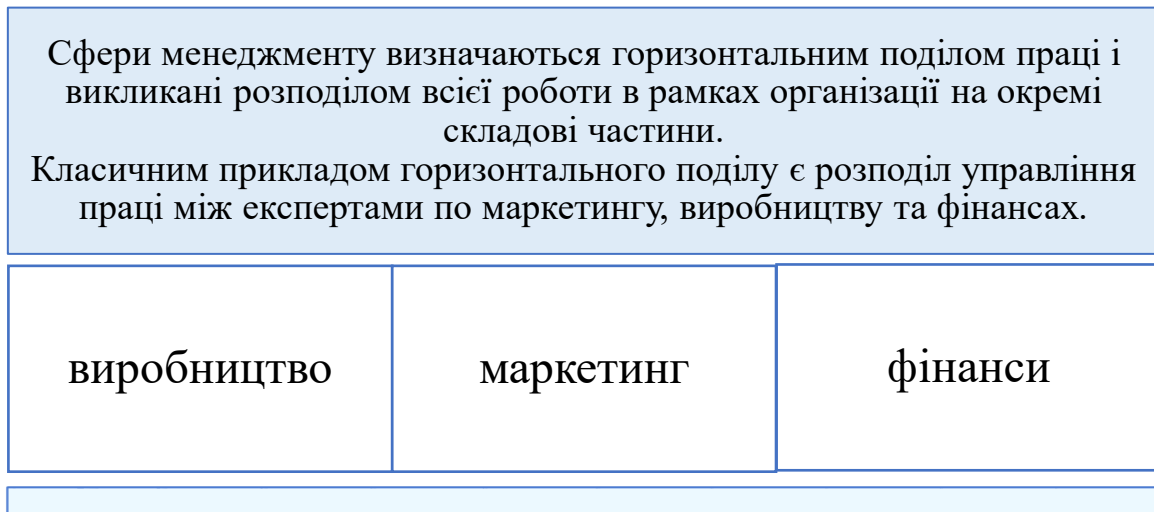 Сфери менеджменту визначаються горизонтальним поділом праці і
викликані розподілом всієї роботи в рамках організації на окремі
складові частини.
Класичним прикладом горизонтального поділу є розподіл управління
праці між експертами по маркетингу, виробництву та фінансах.
виробництво
маркетинг
фінанси